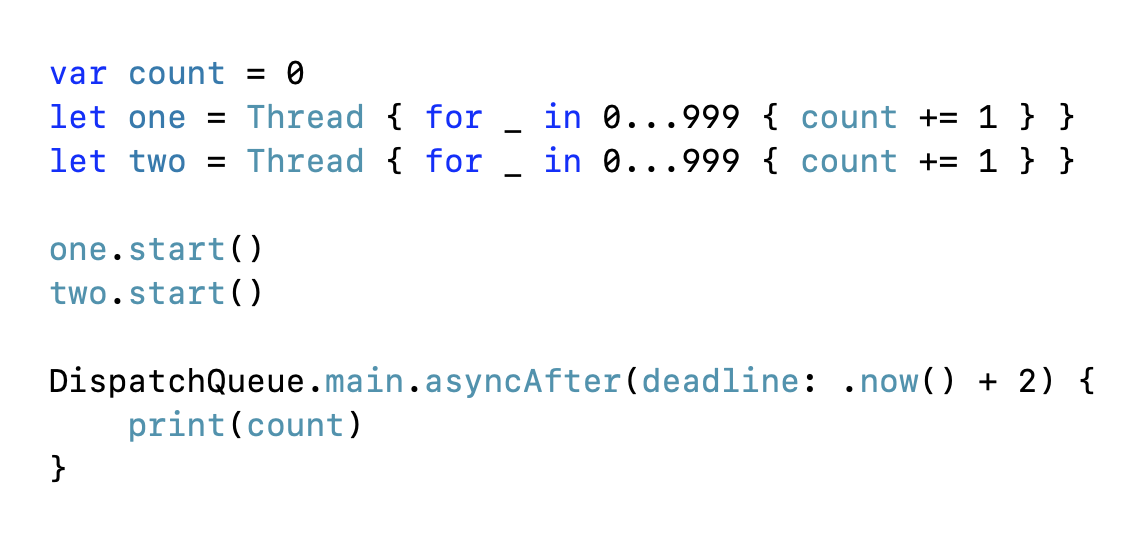 var count = 0
let one = Thread { for _ in 0...999 { count += 1 } }
let two = Thread { for _ in 0...999 { count += 1 } }
one.start()
two.start()
DispatchQueue.main.asyncAfter(deadline: .now() + 2) {
    print(count)
}